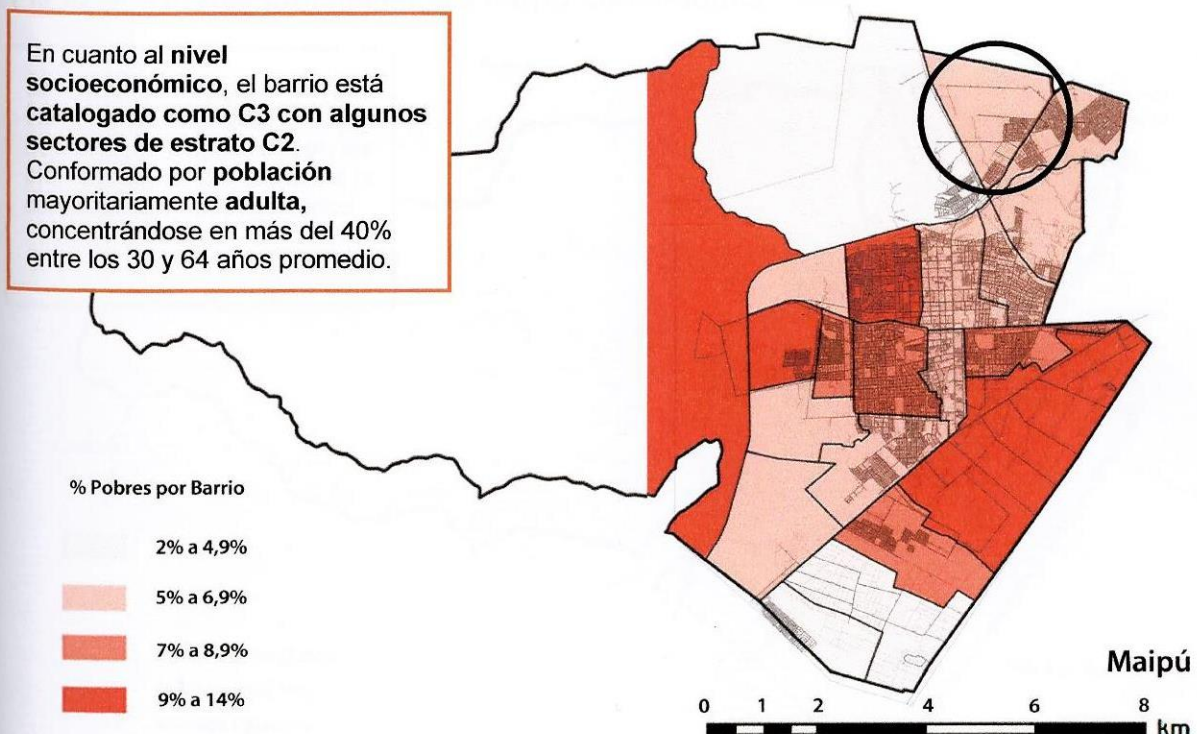 En cuanto al nivel
socioeconómico, el barrio está
catalogado como C3 con algunos
sectores de estrato C2.
Conformado por población
mayoritariamente adulta,
concentrándose en más del 40%
entre los 30 y 64 años promedio.
% Pobres por Barrio
2% a 4,9%
5% a 6,9%
7% a 8,9%
9% a 14%
Maipú
0 1 2 4 6 8
km